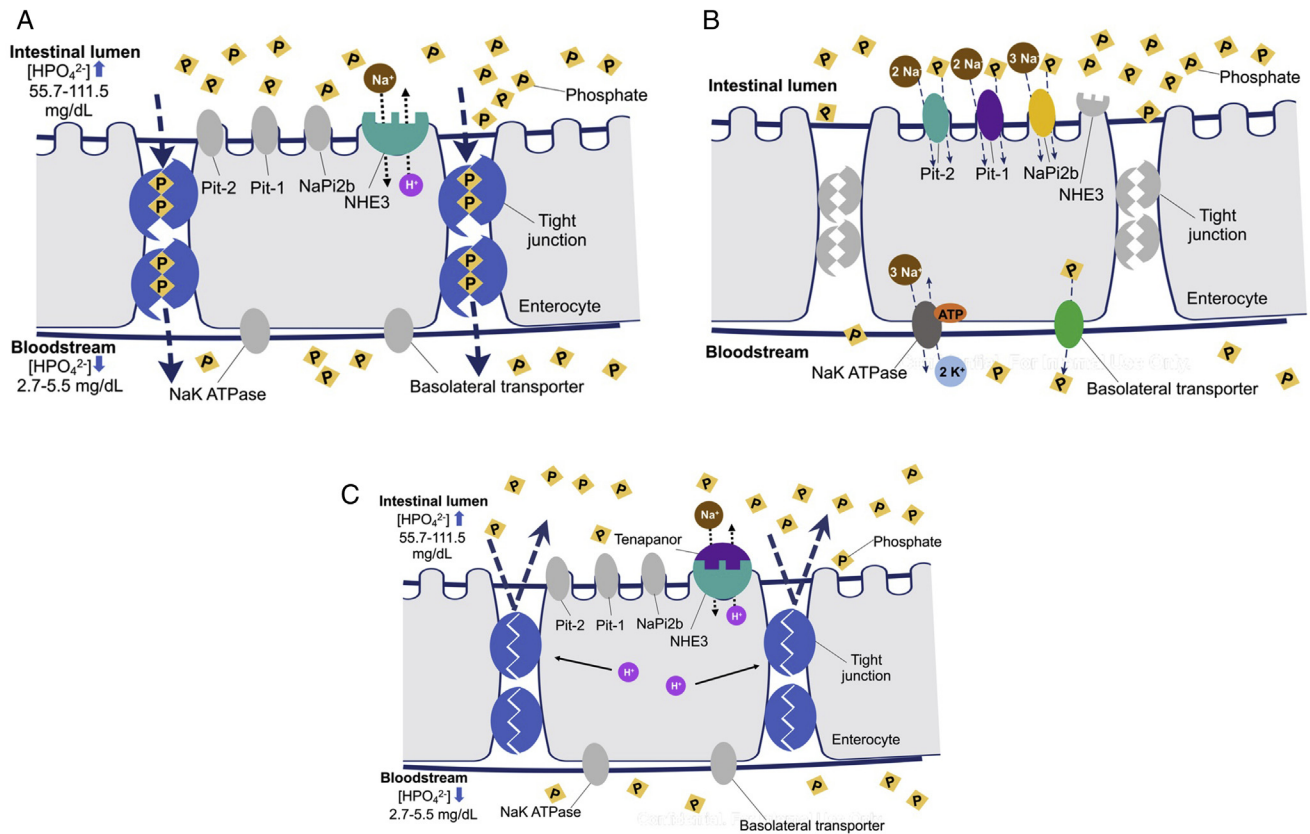 A
Intestinal lumen
[HPO₄²⁻]
55.7-111.5
mg/dL
P P P P P P P P P P P P P
Na⁺
Phosphate
Pit-2
Pit-1
NaPi2b
NHE3
H⁺
P
P
P
P
P
P
P
P
Tight
junction
Enterocyte
Bloodstream
[HPO₄²⁻]
2.7-5.5 mg/dL
P P P P P P P
NaK ATPase
Basolateral transporter
B
Intestinal lumen
2 Na
P
2 Na
P
3 Na
P
P P P P P P P P P P P P
Phosphate
Pit-2
Pit-1
NaPi2b
NHE3
Tight
junction
3 Na⁺
P
ATP
Enterocyte
Bloodstream
NaK ATPase
2 K⁺
P P P P P
Basolateral transporter
C
Intestinal lumen
[HPO₄²⁻]
55.7-111.5
mg/dL
P P P P P P P P P P P P P P P
Na⁺
Tenapanor
Phosphate
Pit-2
Pit-1
NaPi2b
NHE3
H⁺
H⁺
H⁺
Tight
junction
Enterocyte
Bloodstream
[HPO₄²⁻]
2.7-5.5 mg/dL
P P P P P P
NaK ATPase
Basolateral transporter